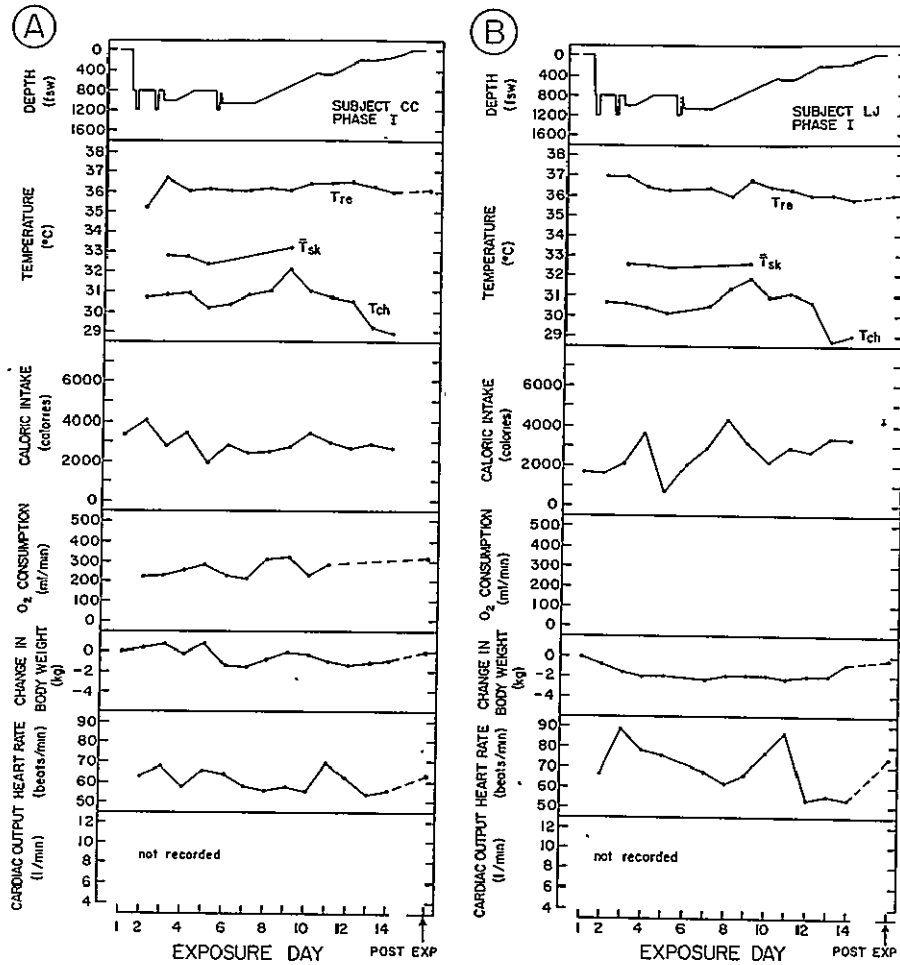 A
DEPTH
(fsw)
0
400
800
1200
1600
SUBJECT CC
PHASE I
TEMPERATURE
(°C)
38
37
36
35
34
33
32
31
30
29
Tre
T̄sk
Tch
CALORIC INTAKE
(calories)
6000
4000
2000
0
O2 CONSUMPTION
(ml/min)
500
400
300
200
100
0
CHANGE IN
BODY WEIGHT
(kg)
0
-2
-4
HEART RATE
(beats/min)
90
80
70
60
50
CARDIAC OUTPUT
(l/min)
12
10
8
6
4
not recorded
1 2 4 6 8 10 12 14
EXPOSURE DAY
POST EXP
B
DEPTH
(fsw)
0
400
800
1200
1600
SUBJECT LJ
PHASE I
TEMPERATURE
(°C)
38
37
36
35
34
33
32
31
30
29
Tre
T̄sk
Tch
CALORIC INTAKE
(calories)
6000
4000
2000
0
O2 CONSUMPTION
(ml/min)
500
400
300
200
100
0
CHANGE IN
BODY WEIGHT
(kg)
0
-2
-4
HEART RATE
(beats/min)
90
80
70
60
50
CARDIAC OUTPUT
(l/min)
12
10
8
6
4
not recorded
1 2 4 6 8 10 12 14
EXPOSURE DAY
POST EXP